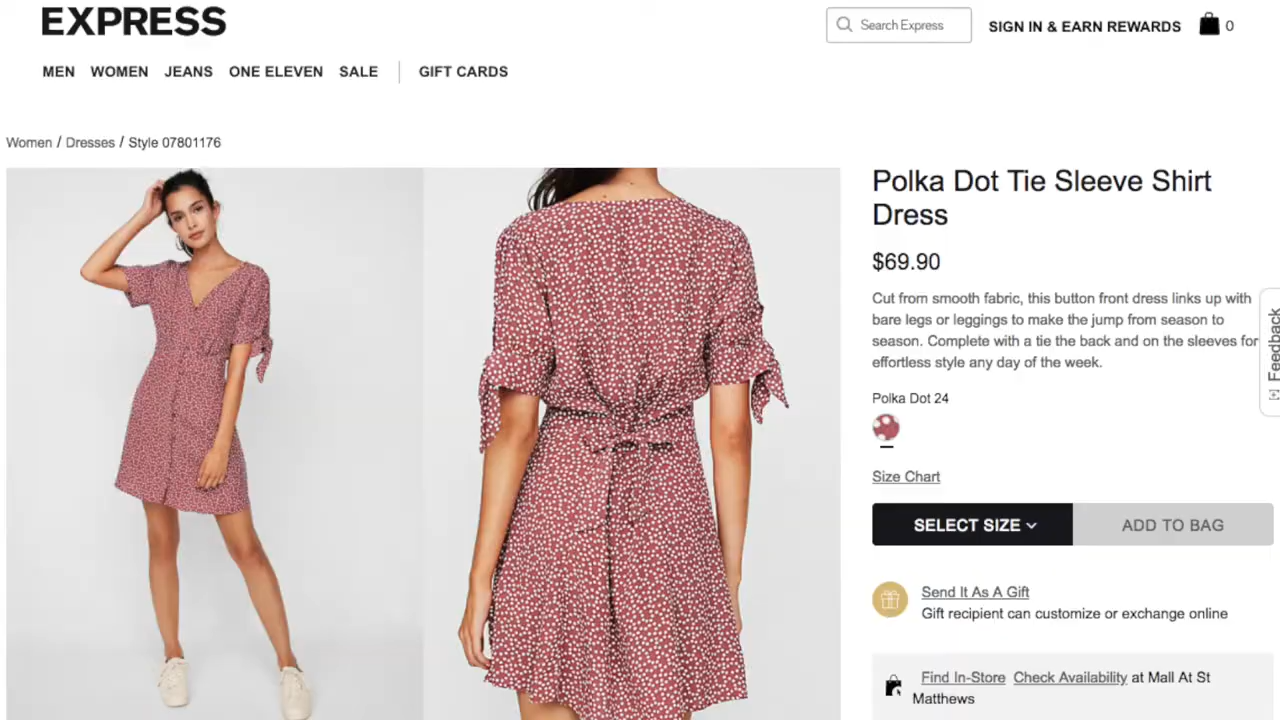 EXPRESS
Search Express
SIGN IN & EARN REWARDS
0
MEN WOMEN JEANS ONE ELEVEN SALE GIFT CARDS
Women / Dresses / Style 07801176
Polka Dot Tie Sleeve Shirt
Dress
$69.90
Cut from smooth fabric, this button front dress links up with
bare legs or leggings to make the jump from season to
season. Complete with a tie the back and on the sleeves for
effortless style any day of the week.
Polka Dot 24
Size Chart
SELECT SIZE
ADD TO BAG
Send It As A Gift
Gift recipient can customize or exchange online
Find In-Store Check Availability at Mall At St
Matthews
[+] Feedback